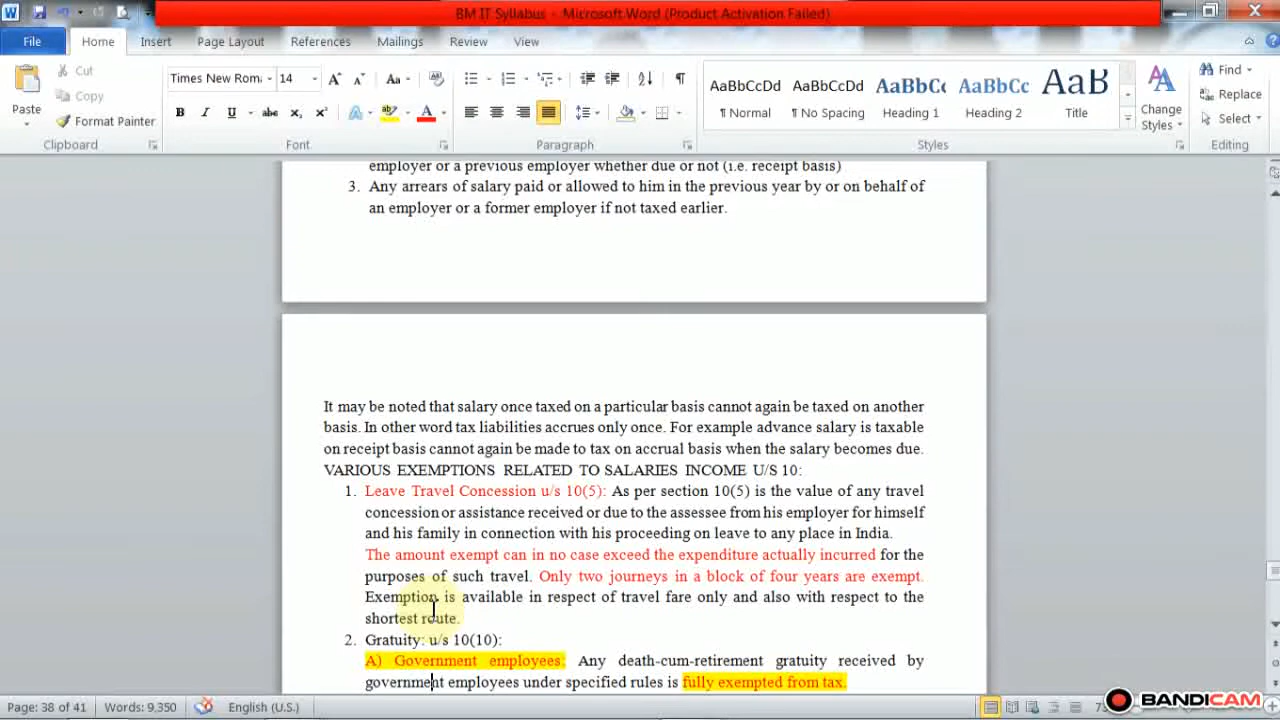 BM IT Syllabus - Microsoft Word (Product Activation Failed)
File Home Insert Page Layout References Mailings Review View
Paste
Cut
Copy
Format Painter
Clipboard
Times New Roma 14
Font
Paragraph
AaBbCcDd AaBbCcDd AaBbCc AaBbCc AaB
¶ Normal ¶ No Spacing Heading 1 Heading 2 Title
Change Styles
Styles
Find
Replace
Select
Editing
employer or a previous employer whether due or not (i.e. receipt basis)
3. Any arrears of salary paid or allowed to him in the previous year by or on behalf of
an employer or a former employer if not taxed earlier.
It may be noted that salary once taxed on a particular basis cannot again be taxed on another
basis. In other word tax liabilities accrues only once. For example advance salary is taxable
on receipt basis cannot again be made to tax on accrual basis when the salary becomes due.
VARIOUS EXEMPTIONS RELATED TO SALARIES INCOME U/S 10:
1. Leave Travel Concession u/s 10(5): As per section 10(5) is the value of any travel
concession or assistance received or due to the assessee from his employer for himself
and his family in connection with his proceeding on leave to any place in India.
The amount exempt can in no case exceed the expenditure actually incurred for the
purposes of such travel. Only two journeys in a block of four years are exempt.
Exemption is available in respect of travel fare only and also with respect to the
shortest route.
2. Gratuity: u/s 10(10):
A) Government employees: Any death-cum-retirement gratuity received by
government employees under specified rules is fully exempted from tax.
Page: 38 of 41 Words: 9,350 English (U.S.)
BANDICAM